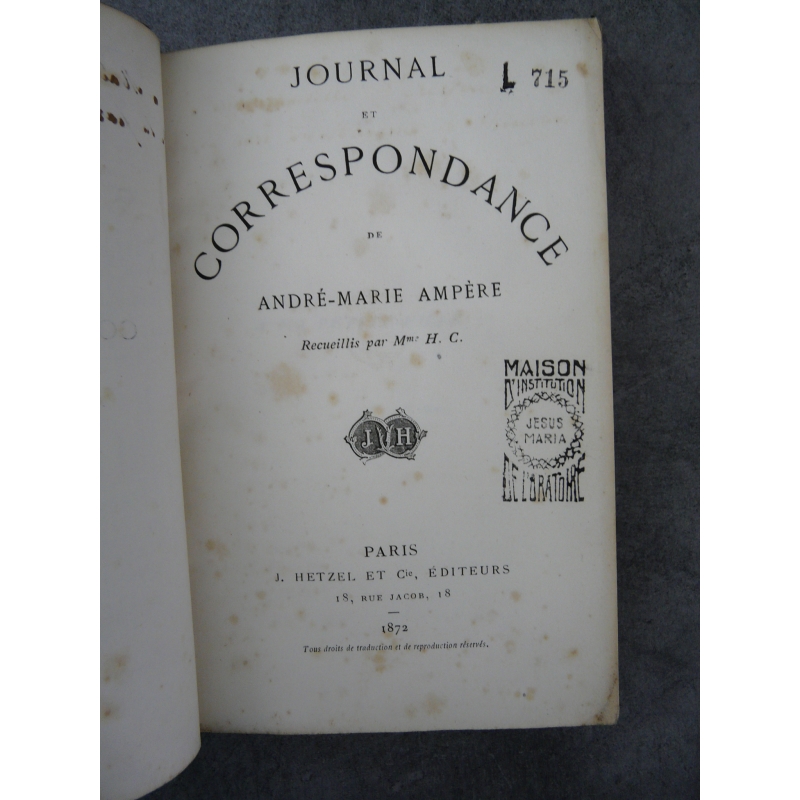 JOURNAL
L 715
ET
CORRESPONDANCE
DE
ANDRÉ-MARIE AMPÈRE
Recueillis par Mme H. C.
J H
MAISON
D'INSTITUTION
JESUS
MARIA
DE L'ORATOIRE
PARIS
J. HETZEL ET Cie, ÉDITEURS
18, RUE JACOB, 18
1872
Tous droits de traduction et de reproduction réservés.